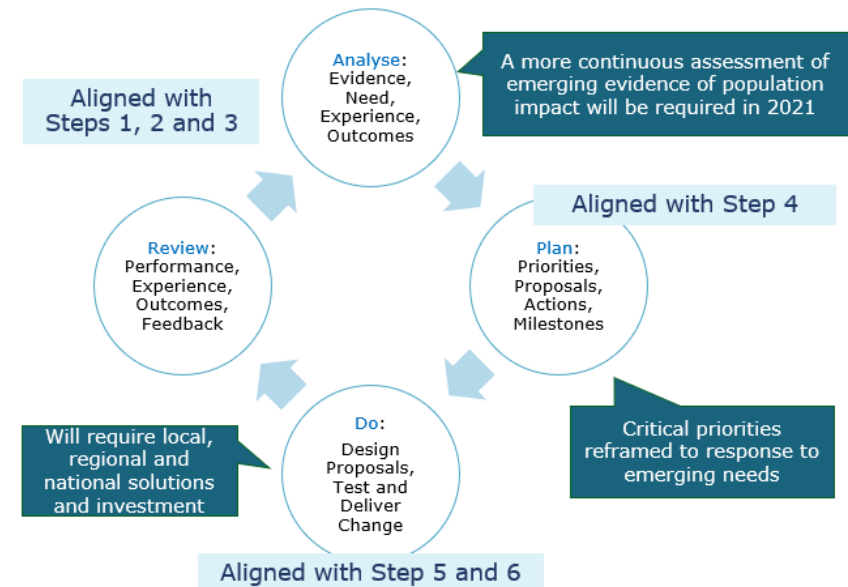 Analyse:
Evidence,
Need,
Experience,
Outcomes
A more continuous assessment of
emerging evidence of population
impact will be required in 2021
Aligned with
Steps 1, 2 and 3
Aligned with Step 4
Plan:
Priorities,
Proposals,
Actions,
Milestones
Review:
Performance,
Experience,
Outcomes,
Feedback
Critical priorities
reframed to response to
emerging needs
Do:
Design
Proposals,
Test and
Deliver
Change
Will require local,
regional and
national solutions
and investment
Aligned with Step 5 and 6